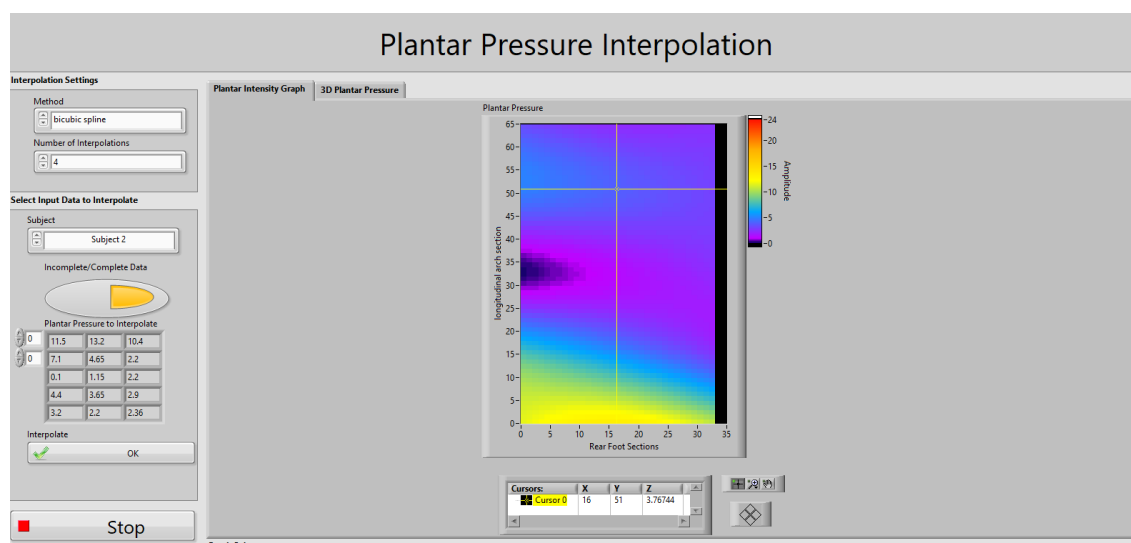 Plantar Pressure Interpolation
Interpolation Settings
Method
bicubic spline
Number of Interpolations
4
Select Input Data to Interpolate
Subject
Subject 2
Incomplete/Complete Data
Plantar Pressure to Interpolate
0 11.5 13.2 10.4
0 7.1 4.65 2.2
0.1 1.15 2.2
4.4 3.65 2.9
3.2 2.2 2.36
Interpolate
OK
Stop
Plantar Intensity Graph 3D Plantar Pressure
Plantar Pressure
65
60
55
50
45
40
35
30
25
20
15
10
5
0
longitudinal arch section
0 5 10 15 20 25 30 35
Rear Foot Sections
24
20
15
10
5
0
Amplitude
Cursors: X Y Z
Cursor 0 16 51 3.76744